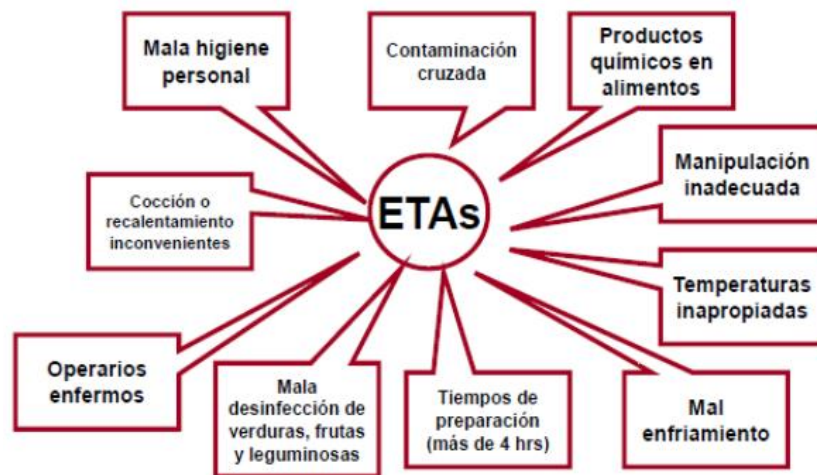 Mala higiene
personal
Contaminación
cruzada
Productos
químicos en
alimentos
Cocción o
recalentamiento
inconvenientes
ETAs
Manipulación
inadecuada
Temperaturas
inapropiadas
Operarios
enfermos
Mala
desinfección de
verduras, frutas
y leguminosas
Tiempos de
preparación
(más de 4 hrs)
Mal
enfriamiento